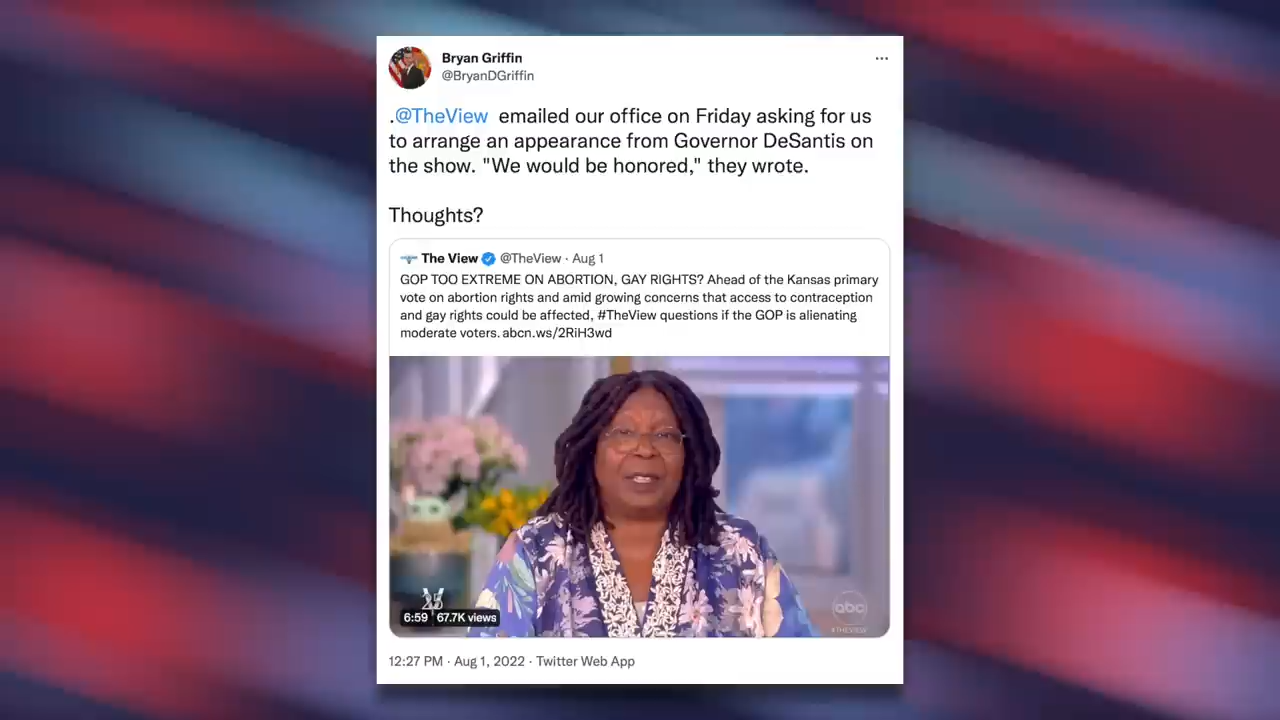 Bryan Griffin
@BryanDGriffin
.@TheView emailed our office on Friday asking for us
to arrange an appearance from Governor DeSantis on
the show. "We would be honored," they wrote.
Thoughts?
The View @TheView · Aug 1
GOP TOO EXTREME ON ABORTION, GAY RIGHTS? Ahead of the Kansas primary
vote on abortion rights and amid growing concerns that access to contraception
and gay rights could be affected, #TheView questions if the GOP is alienating
moderate voters. abcn.ws/2RiH3wd
25
6:59 67.7K views
abc
#THEVIEW
12:27 PM · Aug 1, 2022 · Twitter Web App